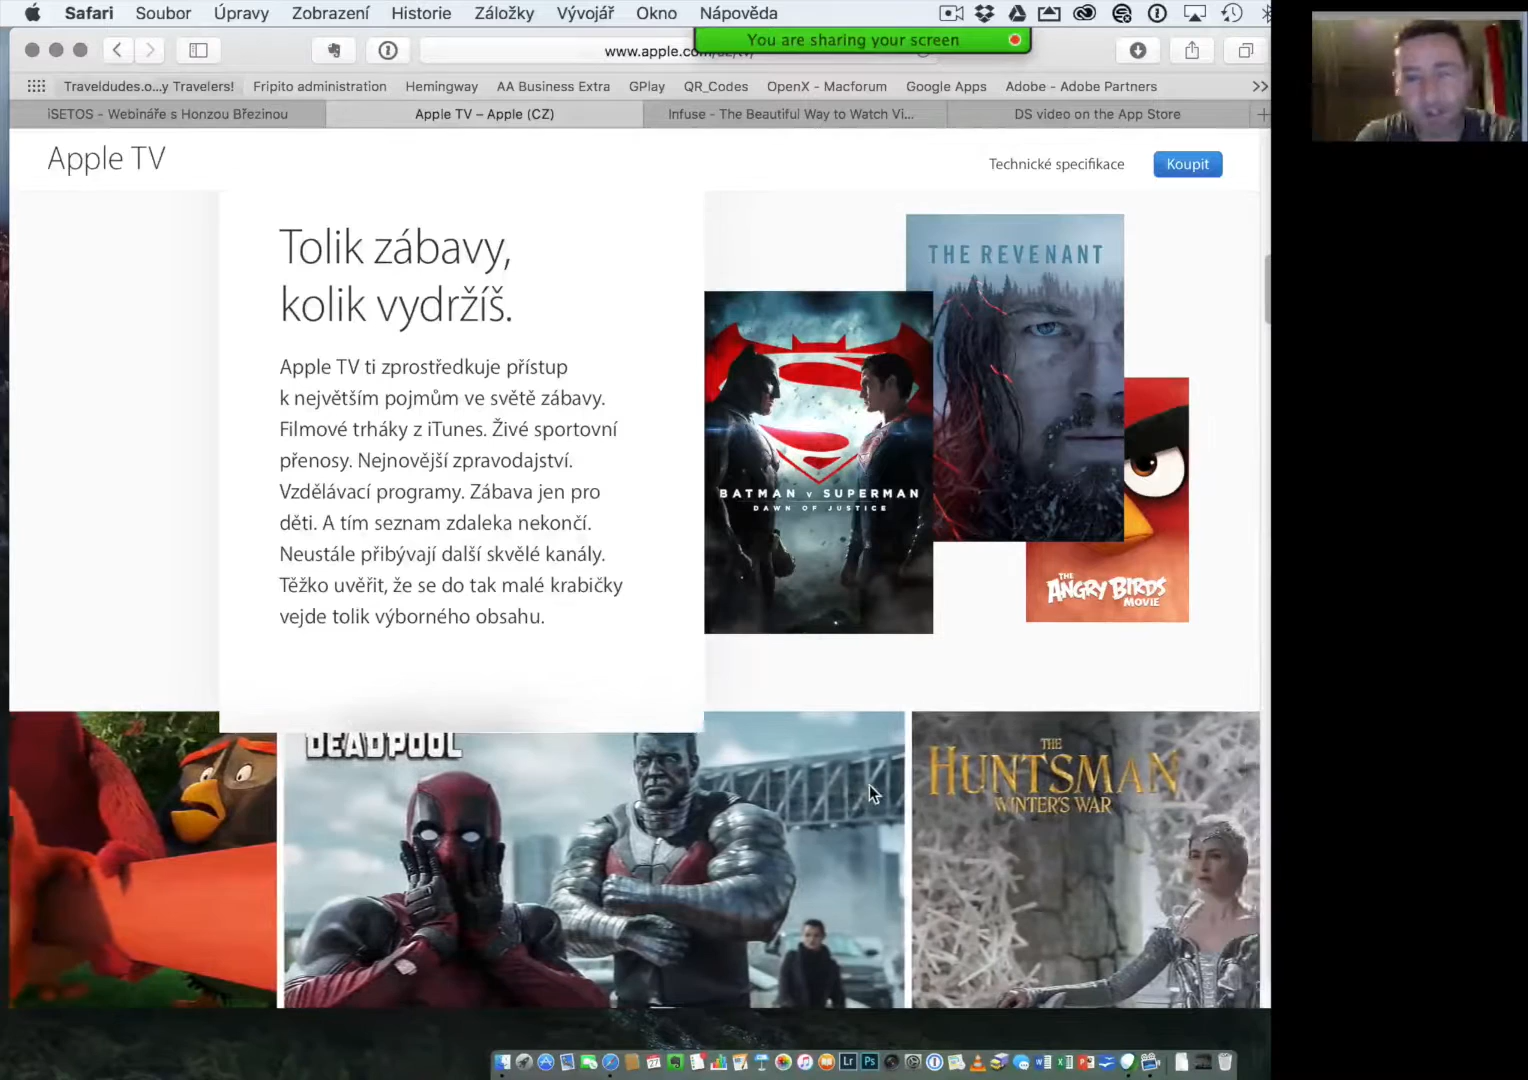 Safari Soubor Úpravy Zobrazení Historie Záložky Vývojář Okno Nápověda
You are sharing your screen
Traveldudes.o...y Travelers! Fripito administration Hemingway AA Business Extra GPlay QR_Codes OpenX - Macforum Google Apps Adobe - Adobe Partners
iSETOS - Webináře s Honzou Březinou Apple TV – Apple (CZ) Infuse - The Beautiful Way to Watch Vi... DS video on the App Store
Apple TV
Technické specifikace Koupit
Tolik zábavy,
kolik vydržíš.
Apple TV ti zprostředkuje přístup
k největším pojmům ve světě zábavy.
Filmové trháky z iTunes. Živé sportovní
přenosy. Nejnovější zpravodajství.
Vzdělávací programy. Zábava jen pro
děti. A tím seznam zdaleka nekončí.
Neustále přibývají další skvělé kanály.
Těžko uvěřit, že se do tak malé krabičky
vejde tolik výborného obsahu.
THE REVENANT
BATMAN v SUPERMAN
DAWN OF JUSTICE
THE
ANGRY BIRDS
MOVIE
DEADPOOL
THE
HUNTSMAN
WINTER'S WAR
Lr Ps